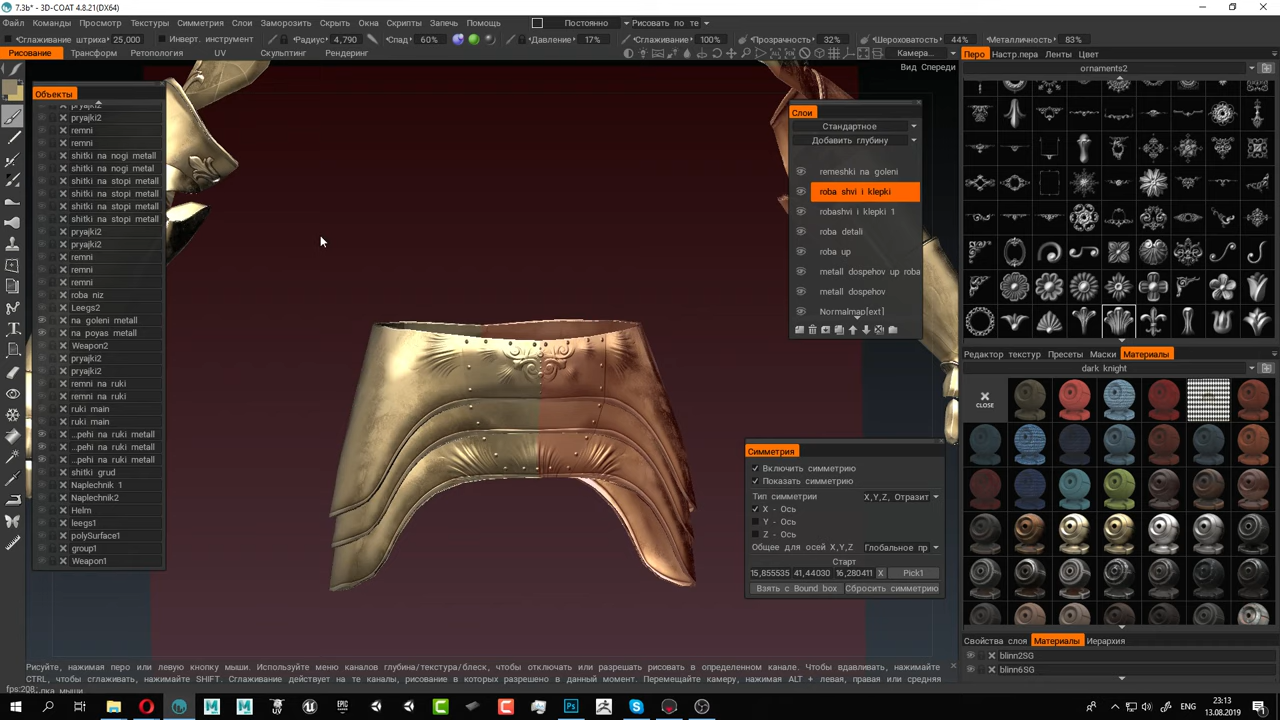 7.3b* - 3D-COAT 4.8.21(DX64)
Файл Команды Просмотр Текстуры Симметрия Слои Заморозить Скрыть Окна Скрипты Запечь Помощь Постоянно Рисовать по те
Сглаживание штриха 25,000 Инверт. инструмент Радиус 4,790 Спад 60% Давление 17% Сглаживание 100% Прозрачность 32% Шероховатость 44% Металличность 83%
Рисование Трансформ Ретопология UV Скульптинг Рендеринг Камера...
Вид Спереди
Объекты
pryajki2
pryajki2
remni
remni
shitki na nogi metall
shitki na nogi metal
shitki na stopi metall
shitki na stopi metall
shitki na stopi metall
shitki na stopi metall
pryajki2
pryajki2
remni
remni
remni
roba niz
Leegs2
na goleni metall
na poyas metall
Weapon2
pryajki2
pryajki2
remni na ruki
remni na ruki
ruki main
ruki main
...pehi na ruki metall
...pehi na ruki metall
...pehi na ruki metall
shitki grud
Naplechnik 1
Naplechnik2
Helm
leegs1
polySurface1
group1
Weapon1
Слои
Стандартное
Добавить глубину
remeshki na goleni
roba shvi i klepki
robashvi i klepki 1
roba detali
roba up
metall dospehov up roba
metall dospehov
Normalmap[ext]
Симметрия
Включить симметрию
Показать симметрию
Тип симметрии X,Y,Z, Отразит
X - Ось
Y - Ось
Z - Ось
Общее для осей X,Y,Z Глобальное пр
Старт
15,855535 41,44030 16,280411 X Pick1
Взять с Bound box Сбросить симметрию
Перо Настр.пера Ленты Цвет
ornaments2
Редактор текстур Пресеты Маски Материалы
dark knight
CLOSE
Свойства слоя Материалы Иерархия
blinn2SG
blinn6SG
Рисуйте, нажимая перо или левую кнопку мыши. Используйте меню каналов глубина/текстура/блеск, чтобы отключать или разрешать рисовать в определенном канале. Чтобы вдавливать, нажимайте
CTRL, чтобы сглаживать, нажимайте SHIFT. Сглаживание действует на те каналы, рисование в которых разрешено в данный момент. Перемещайте камеру, нажимая ALT + левая, правая или средняя
fps:208;
23:13
13.08.2019